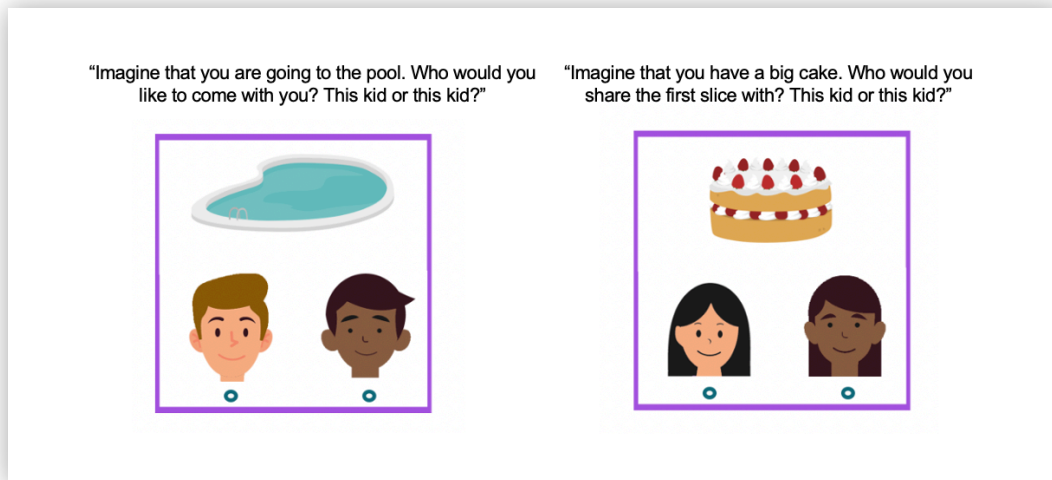 “Imagine that you are going to the pool. Who would you
like to come with you? This kid or this kid?”
“Imagine that you have a big cake. Who would you
share the first slice with? This kid or this kid?”